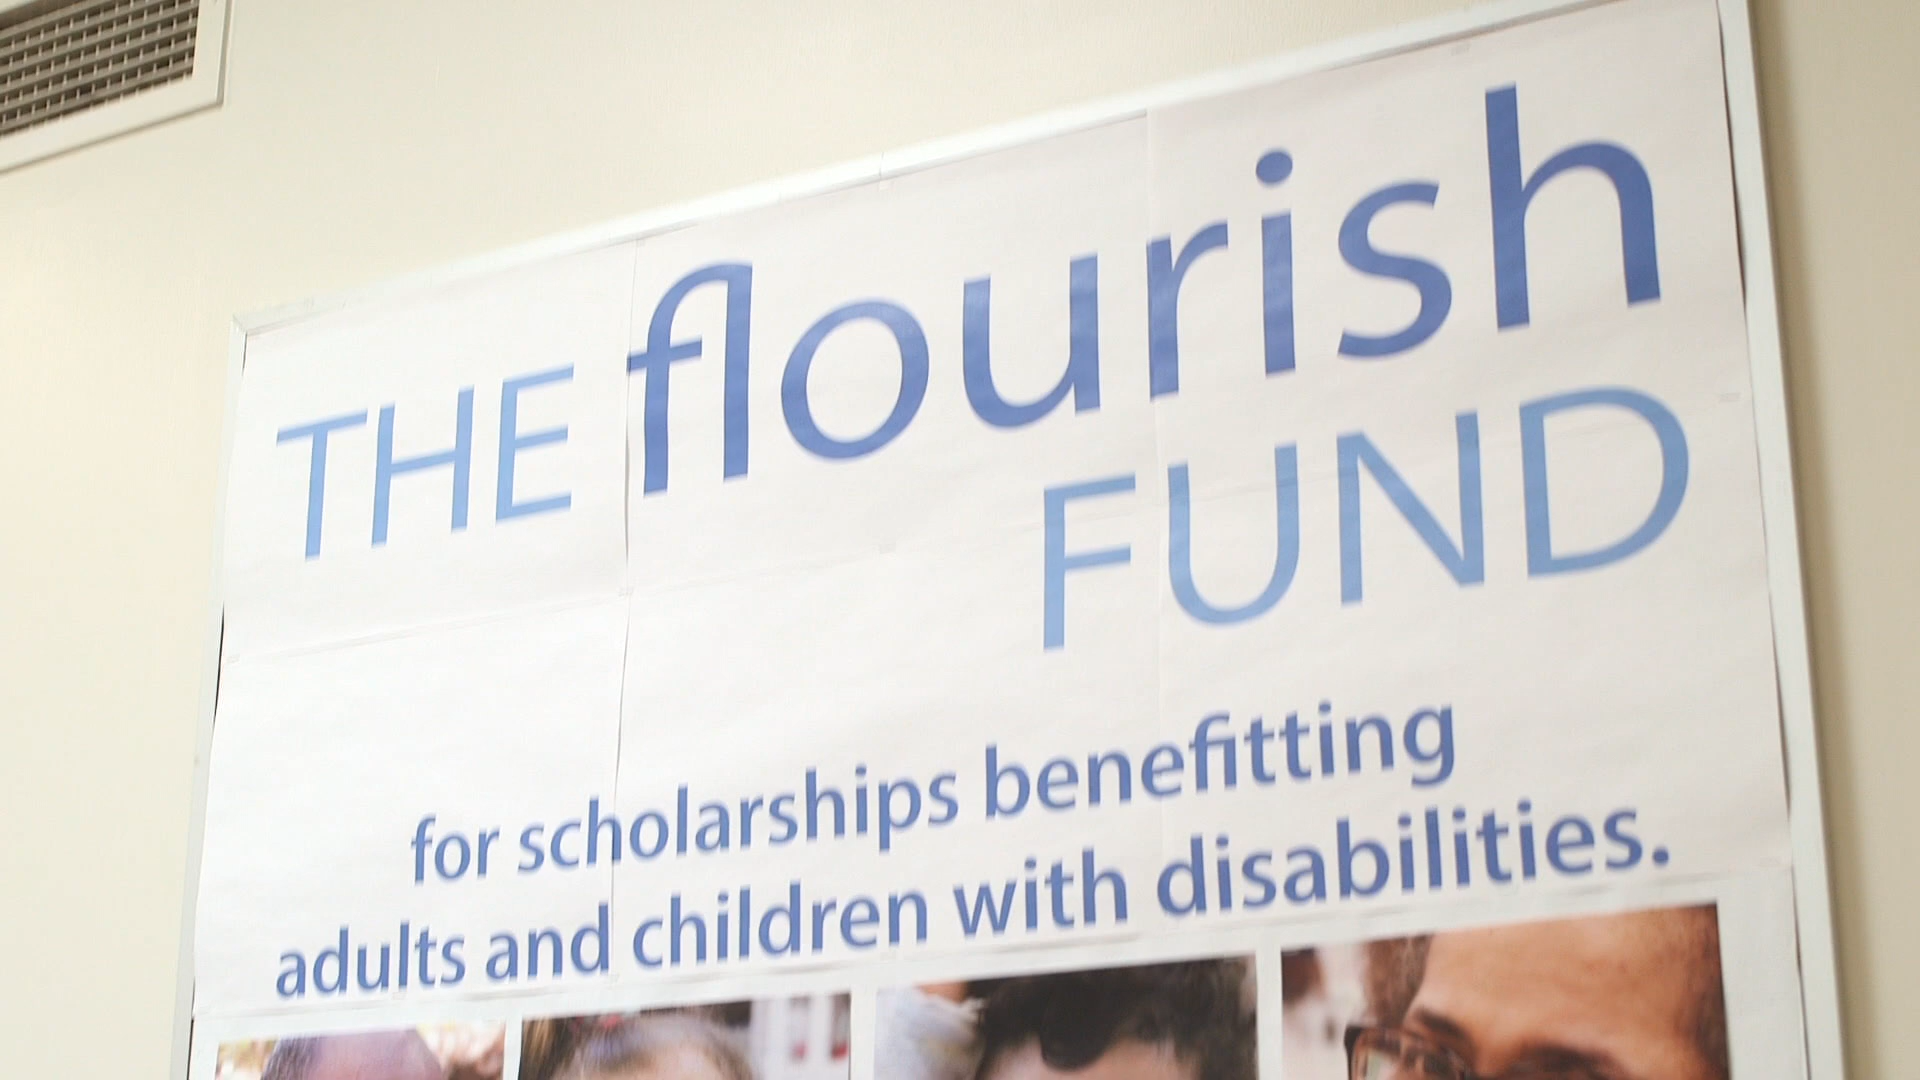 THE flourish
FUND
for scholarships benefitting
adults and children with disabilities.